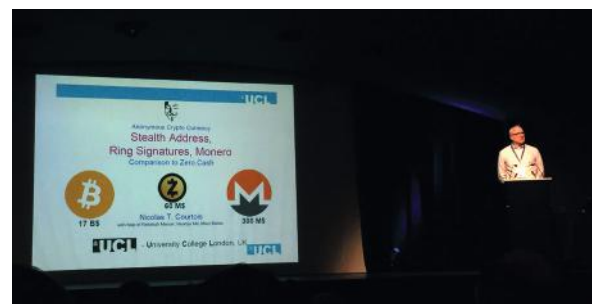 UCL
Anonymous Crypto Currency
Stealth Address,
Ring Signatures, Monero
Comparison to Zero Cash
17 B$
60 M$
300 M$
Nicolas T. Courtois
UCL - University College London, UK
UCL